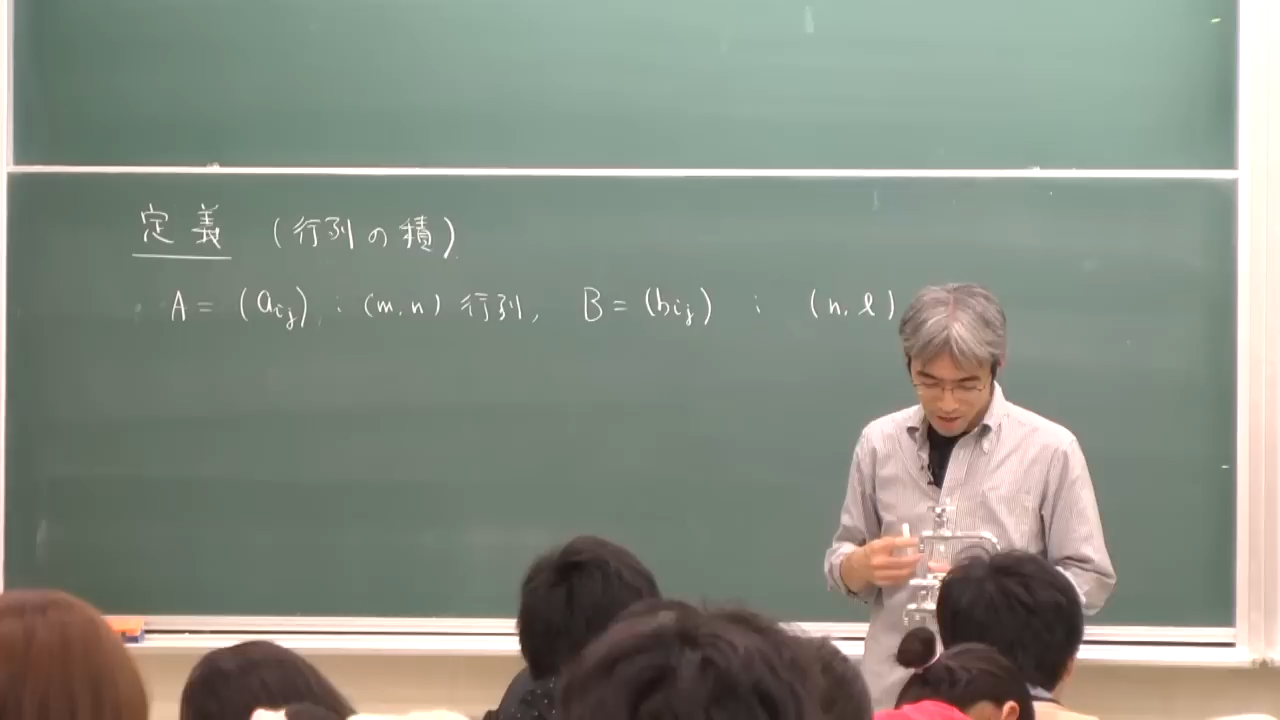 定義 (行列の積)
A = (aij) : (m, n) 行列, B = (bij) : (n, l)